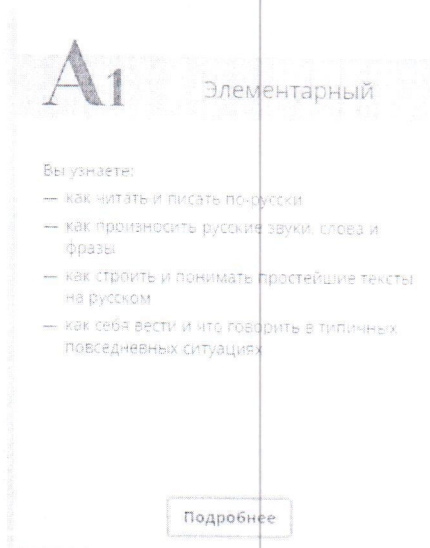 A1
Элементарный
Вы узнаете:
— как читать и писать по-русски
— как произносить русские звуки, слова и
фразы
— как строить и понимать простейшие тексты
на русском
— как себя вести и что говорить в типичных
повседневных ситуациях
Подробнее